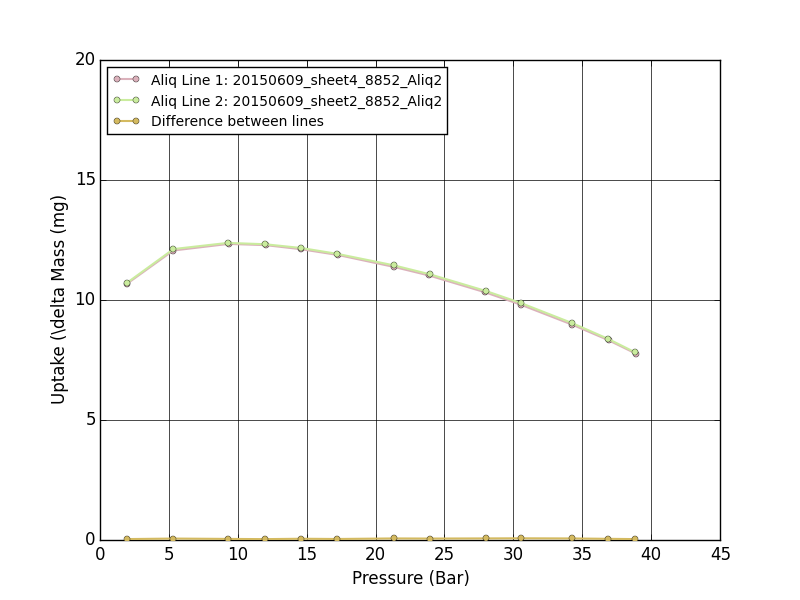 Aliq Line 1: 20150609_sheet4_8852_Aliq2
Aliq Line 2: 20150609_sheet2_8852_Aliq2
Difference between lines
20
15
10
5
0
Uptake (\delta Mass (mg)
0 5 10 15 20 25 30 35 40 45
Pressure (Bar)